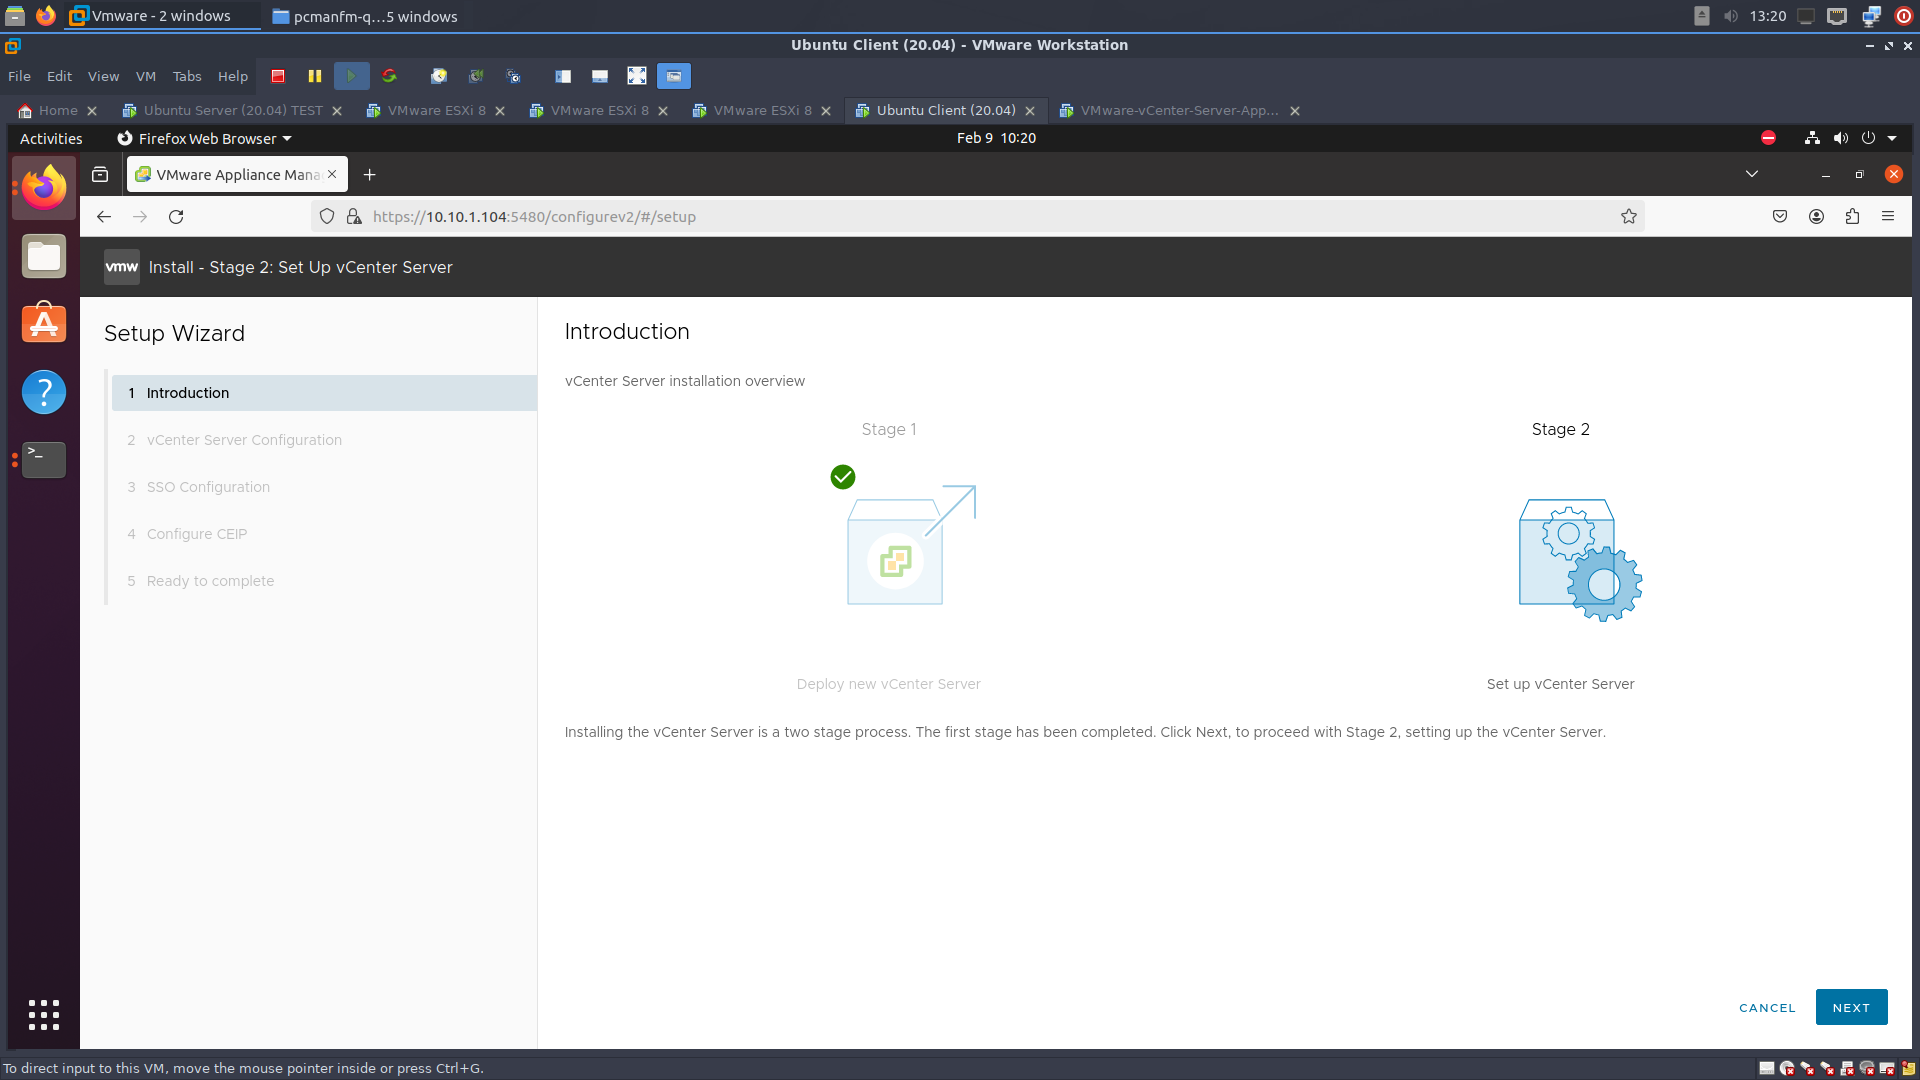 Vmware - 2 windows
pcmanfm-q...5 windows
13:20
Ubuntu Client (20.04) - VMware Workstation
File Edit View VM Tabs Help
Home
Ubuntu Server (20.04) TEST
VMware ESXi 8
VMware ESXi 8
VMware ESXi 8
Ubuntu Client (20.04)
VMware-vCenter-Server-App...
Activities
Firefox Web Browser
Feb 9 10:20
VMware Appliance Mana
https://10.10.1.104:5480/configurev2/#/setup
vmw Install - Stage 2: Set Up vCenter Server
Setup Wizard
1 Introduction
2 vCenter Server Configuration
3 SSO Configuration
4 Configure CEIP
5 Ready to complete
Introduction
vCenter Server installation overview
Stage 1
Stage 2
Deploy new vCenter Server
Set up vCenter Server
Installing the vCenter Server is a two stage process. The first stage has been completed. Click Next, to proceed with Stage 2, setting up the vCenter Server.
CANCEL
NEXT
To direct input to this VM, move the mouse pointer inside or press Ctrl+G.